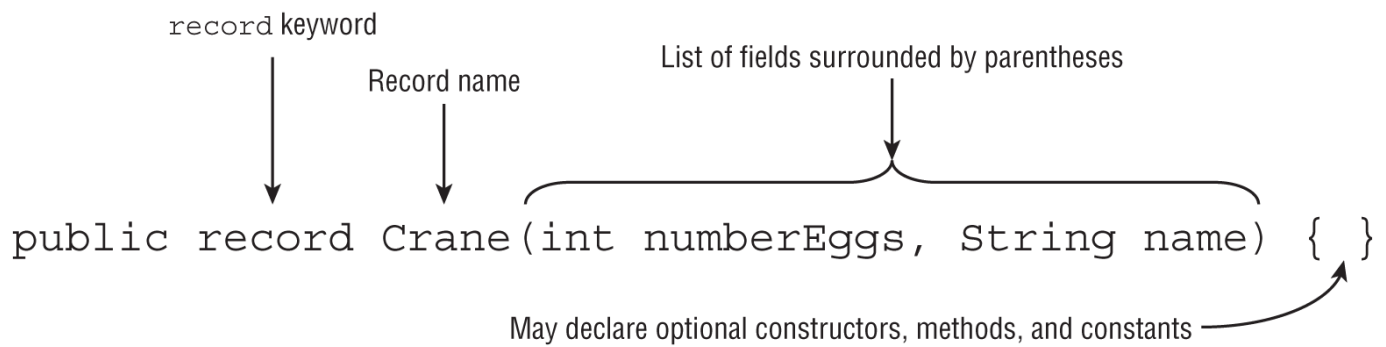 record keyword
Record name
List of fields surrounded by parentheses
public record Crane(int numberEggs, String name) { }
May declare optional constructors, methods, and constants